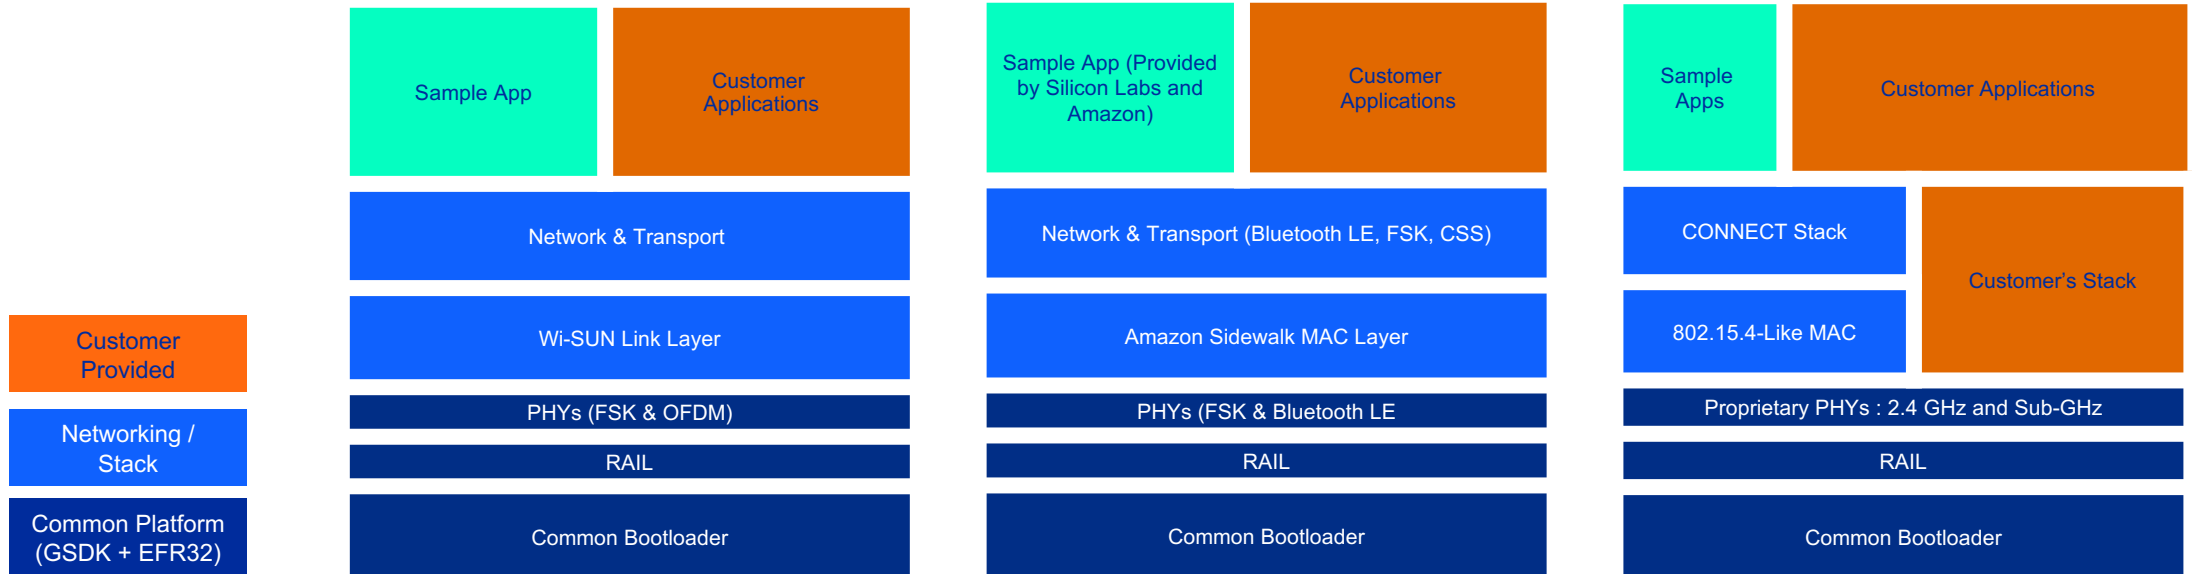 Customer
Provided
Networking /
Stack
Common Platform
(GSDK + EFR32)
Sample App
Customer
Applications
Network & Transport
Wi-SUN Link Layer
PHYs (FSK & OFDM)
RAIL
Common Bootloader
Sample App (Provided
by Silicon Labs and
Amazon)
Customer
Applications
Network & Transport (Bluetooth LE, FSK, CSS)
Amazon Sidewalk MAC Layer
PHYs (FSK & Bluetooth LE
RAIL
Common Bootloader
Sample
Apps
Customer Applications
CONNECT Stack
802.15.4-Like MAC
Customer’s Stack
Proprietary PHYs : 2.4 GHz and Sub-GHz
RAIL
Common Bootloader